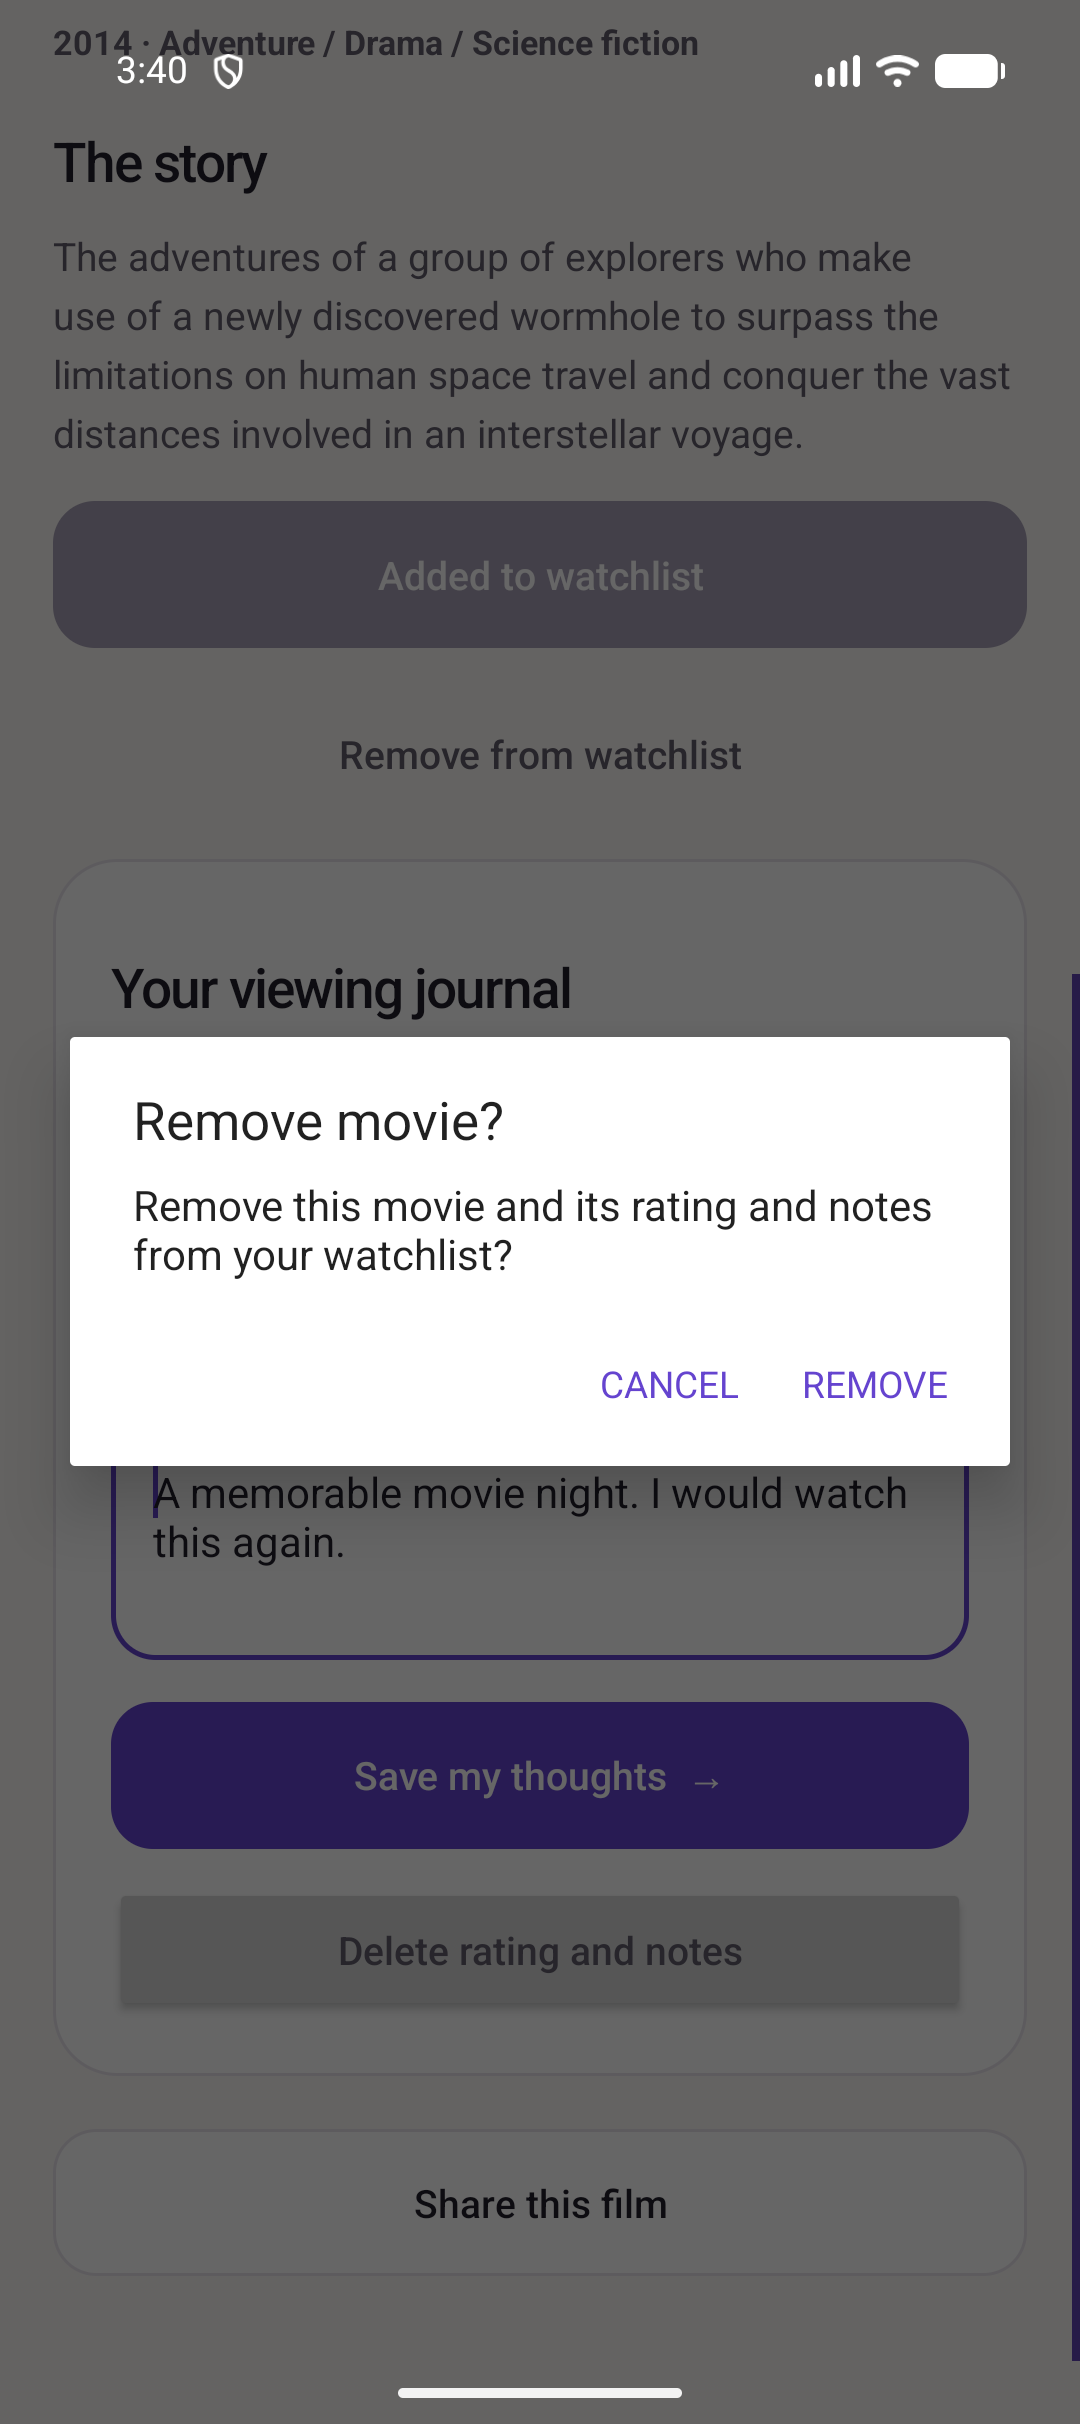 2014 · Adventure / Drama / Science fiction
3:40
The story
The adventures of a group of explorers who make
use of a newly discovered wormhole to surpass the
limitations on human space travel and conquer the vast
distances involved in an interstellar voyage.
Added to watchlist
Remove from watchlist
Your viewing journal
Remove movie?
Remove this movie and its rating and notes
from your watchlist?
CANCEL REMOVE
A memorable movie night. I would watch
this again.
Save my thoughts →
Delete rating and notes
Share this film